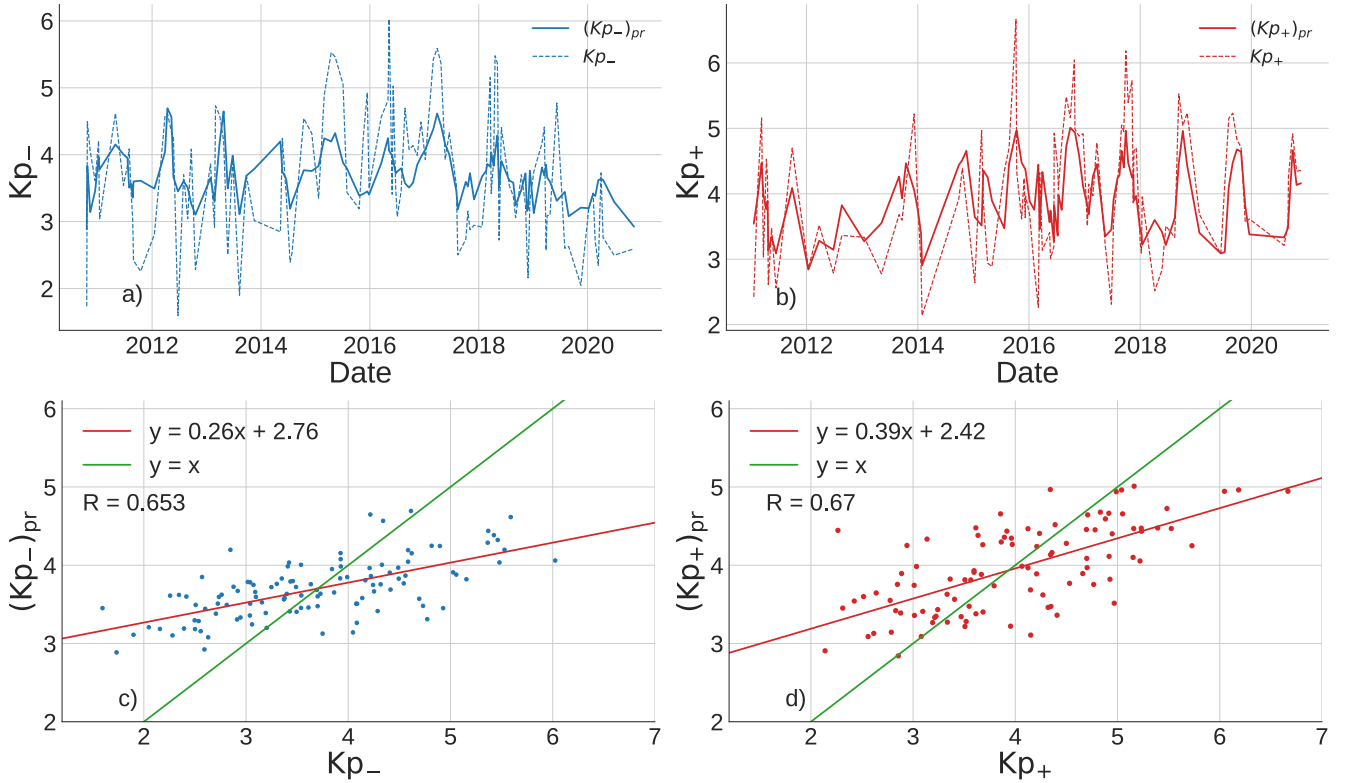 6
5
4
3
2
Kp−
(Kp−)pr
Kp−
a)
2012 2014 2016 2018 2020
Date
6
5
4
3
2
Kp+
(Kp+)pr
Kp+
b)
2012 2014 2016 2018 2020
Date
6
5
4
3
2
(Kp−)pr
y = 0.26x + 2.76
y = x
R = 0.653
c)
2 3 4 5 6 7
Kp−
6
5
4
3
2
(Kp+)pr
y = 0.39x + 2.42
y = x
R = 0.67
d)
2 3 4 5 6 7
Kp+